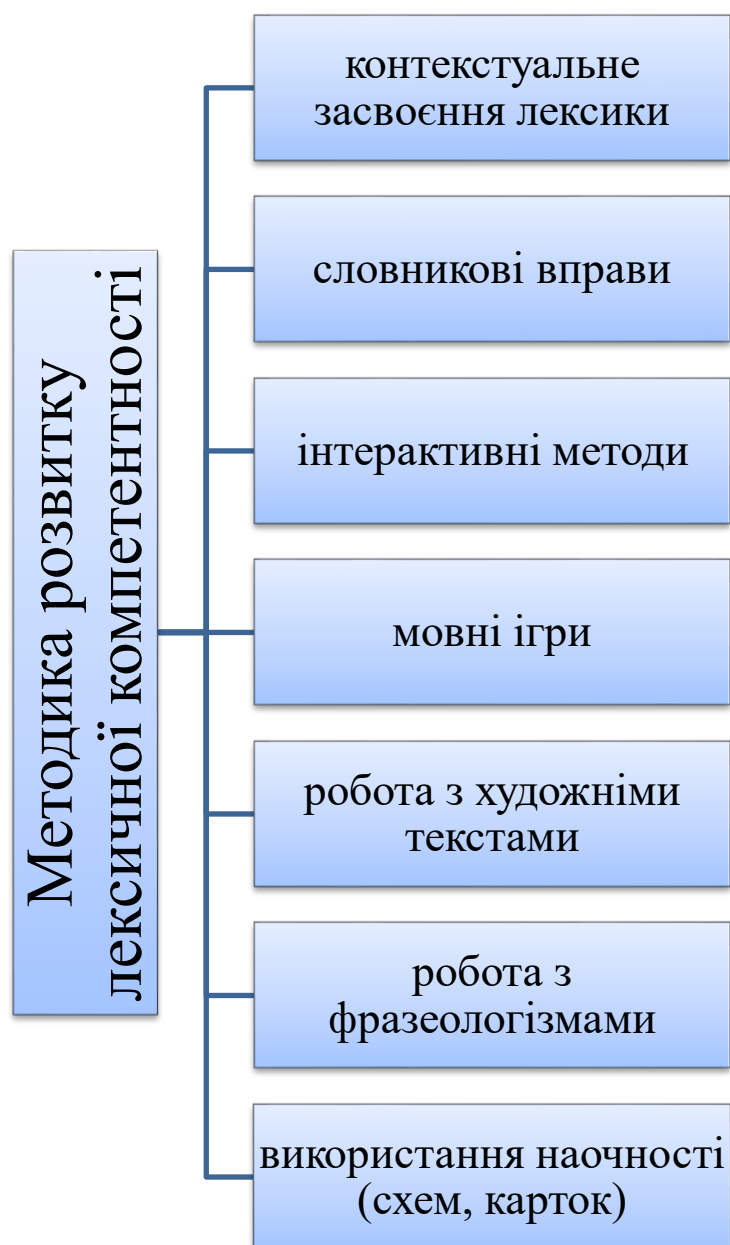 Методика розвитку
лексичної компетентності
контекстуальне
засвоєння лексики
словникові вправи
інтерактивні методи
мовні ігри
робота з художніми
текстами
робота з
фразеологізмами
використання наочності
(схем, карток)